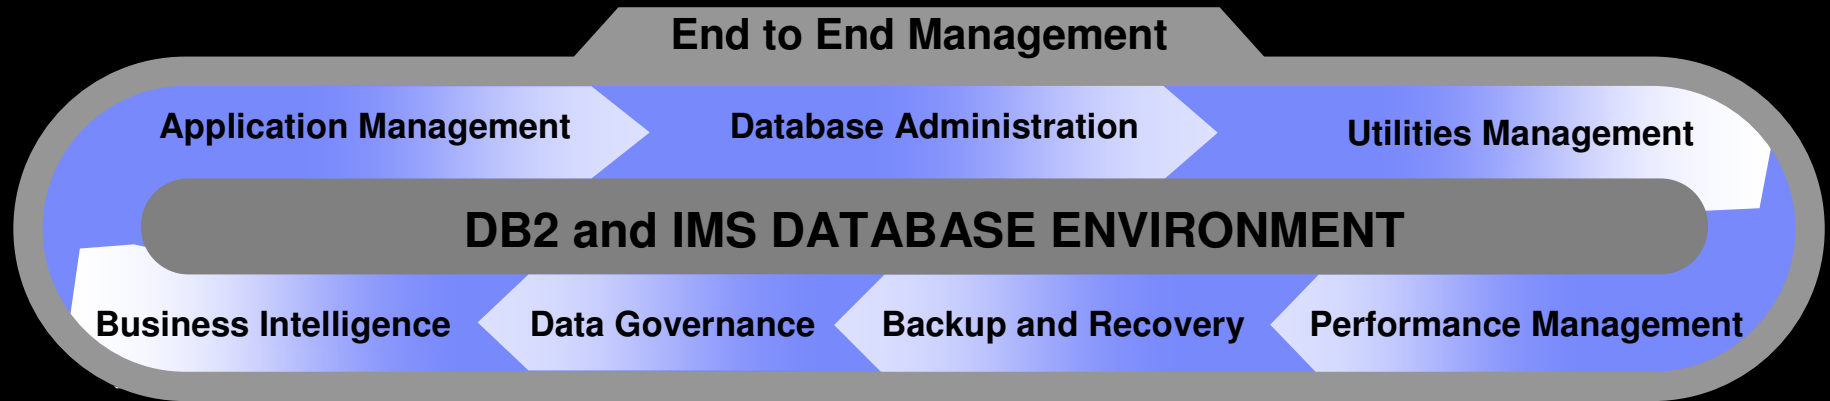 End to End Management
Application Management
Database Administration
Utilities Management
DB2 and IMS DATABASE ENVIRONMENT
Business Intelligence
Data Governance
Backup and Recovery
Performance Management